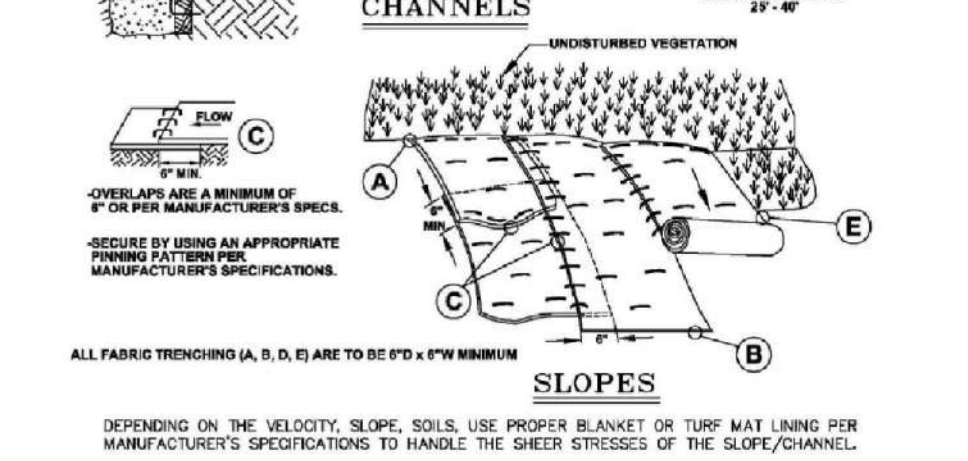 CHANNELS
25' - 40'
UNDISTURBED VEGETATION
FLOW
C
6" MIN.
-OVERLAPS ARE A MINIMUM OF
6" OR PER MANUFACTURER'S SPECS.
-SECURE BY USING AN APPROPRIATE
PINNING PATTERN PER
MANUFACTURER'S SPECIFICATIONS.
A
6"
MIN
E
C
6"
B
ALL FABRIC TRENCHING (A, B, D, E) ARE TO BE 6"D x 6"W MINIMUM
SLOPES
DEPENDING ON THE VELOCITY, SLOPE, SOILS, USE PROPER BLANKET OR TURF MAT LINING PER
MANUFACTURER'S SPECIFICATIONS TO HANDLE THE SHEER STRESSES OF THE SLOPE/CHANNEL.